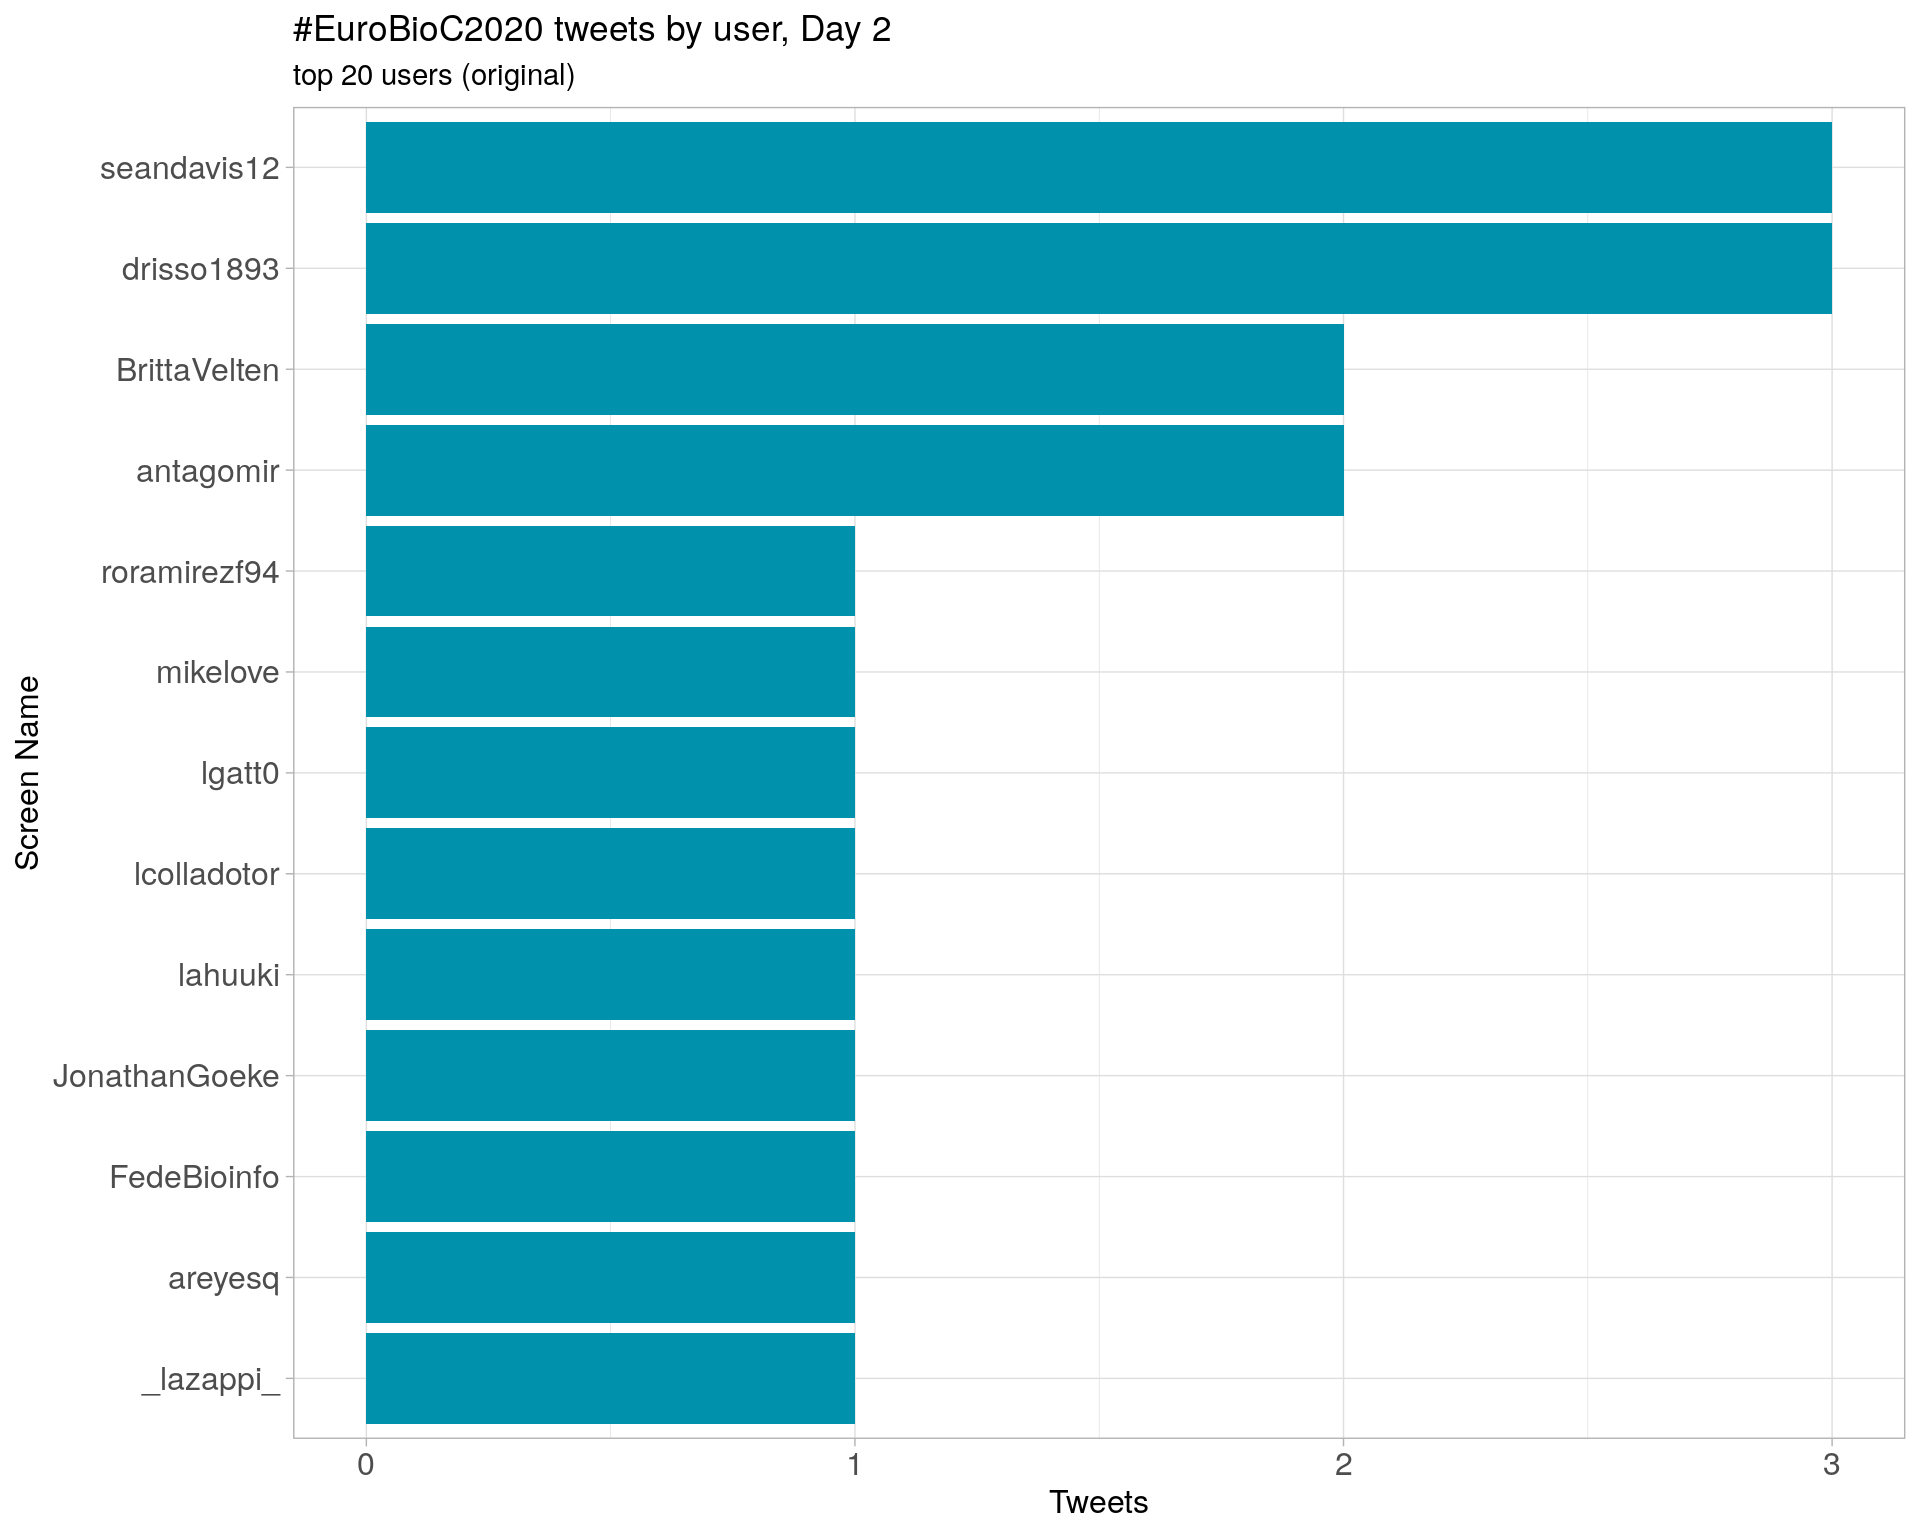 #EuroBioC2020 tweets by user, Day 2
top 20 users (original)
Screen Name
seandavis12
drisso1893
BrittaVelten
antagomir
roramirezf94
mikelove
lgatt0
lcolladotor
lahuuki
JonathanGoeke
FedeBioinfo
areyesq
_lazappi_
0 1 2 3
Tweets